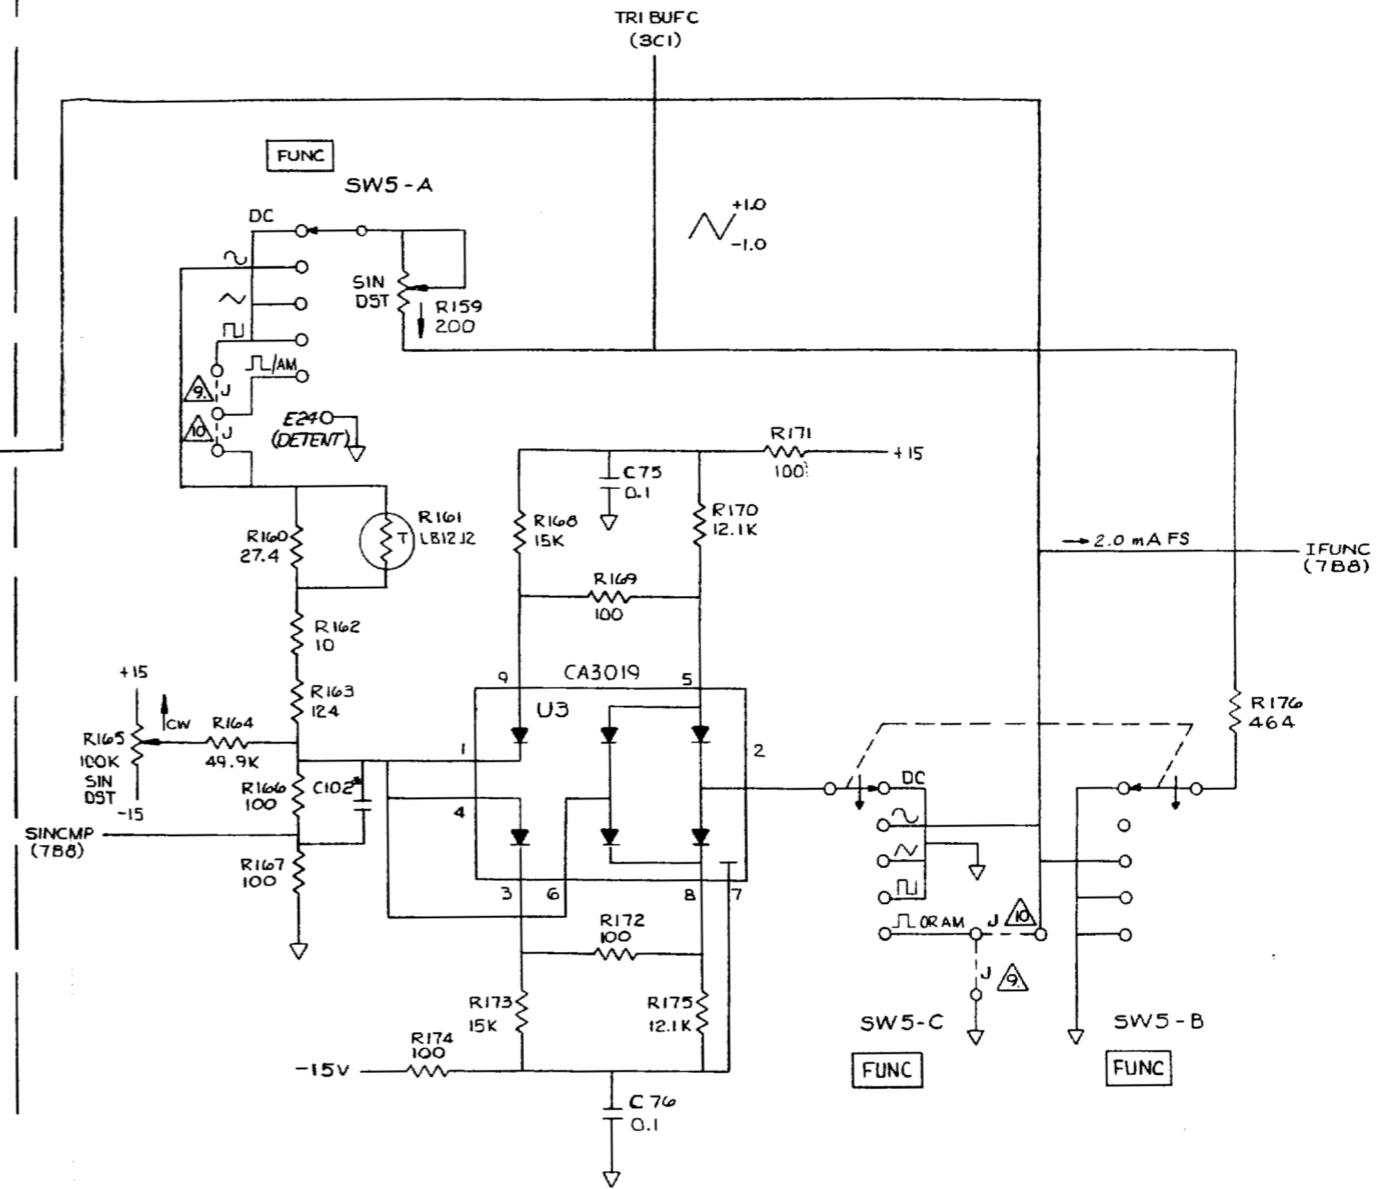 TRI BUFC
(3C1)
FUNC
SW5-A
+1.0
-1.0
DC
SIN
DST
R159
200
/AM
9.
J
10
J
E24
(DETENT)
R171
100
+15
C75
0.1
R168
15K
R170
12.1K
R160
27.4
R161
T
LB12J2
2.0 mA FS
IFUNC
(7B8)
R169
100
R162
10
+15
CW
R163
124
R164
49.9K
R165
100K
SIN
DST
-15
9
CA3019
5
U3
1
2
R176
464
R166
100
C102
4
DC
SINCMP
(7B8)
R167
100
3
6
8
7
R172
100
OR AM
J
10
J
9.
R173
15K
R175
12.1K
SW5-C
SW5-B
R174
100
-15V
FUNC
FUNC
C76
0.1